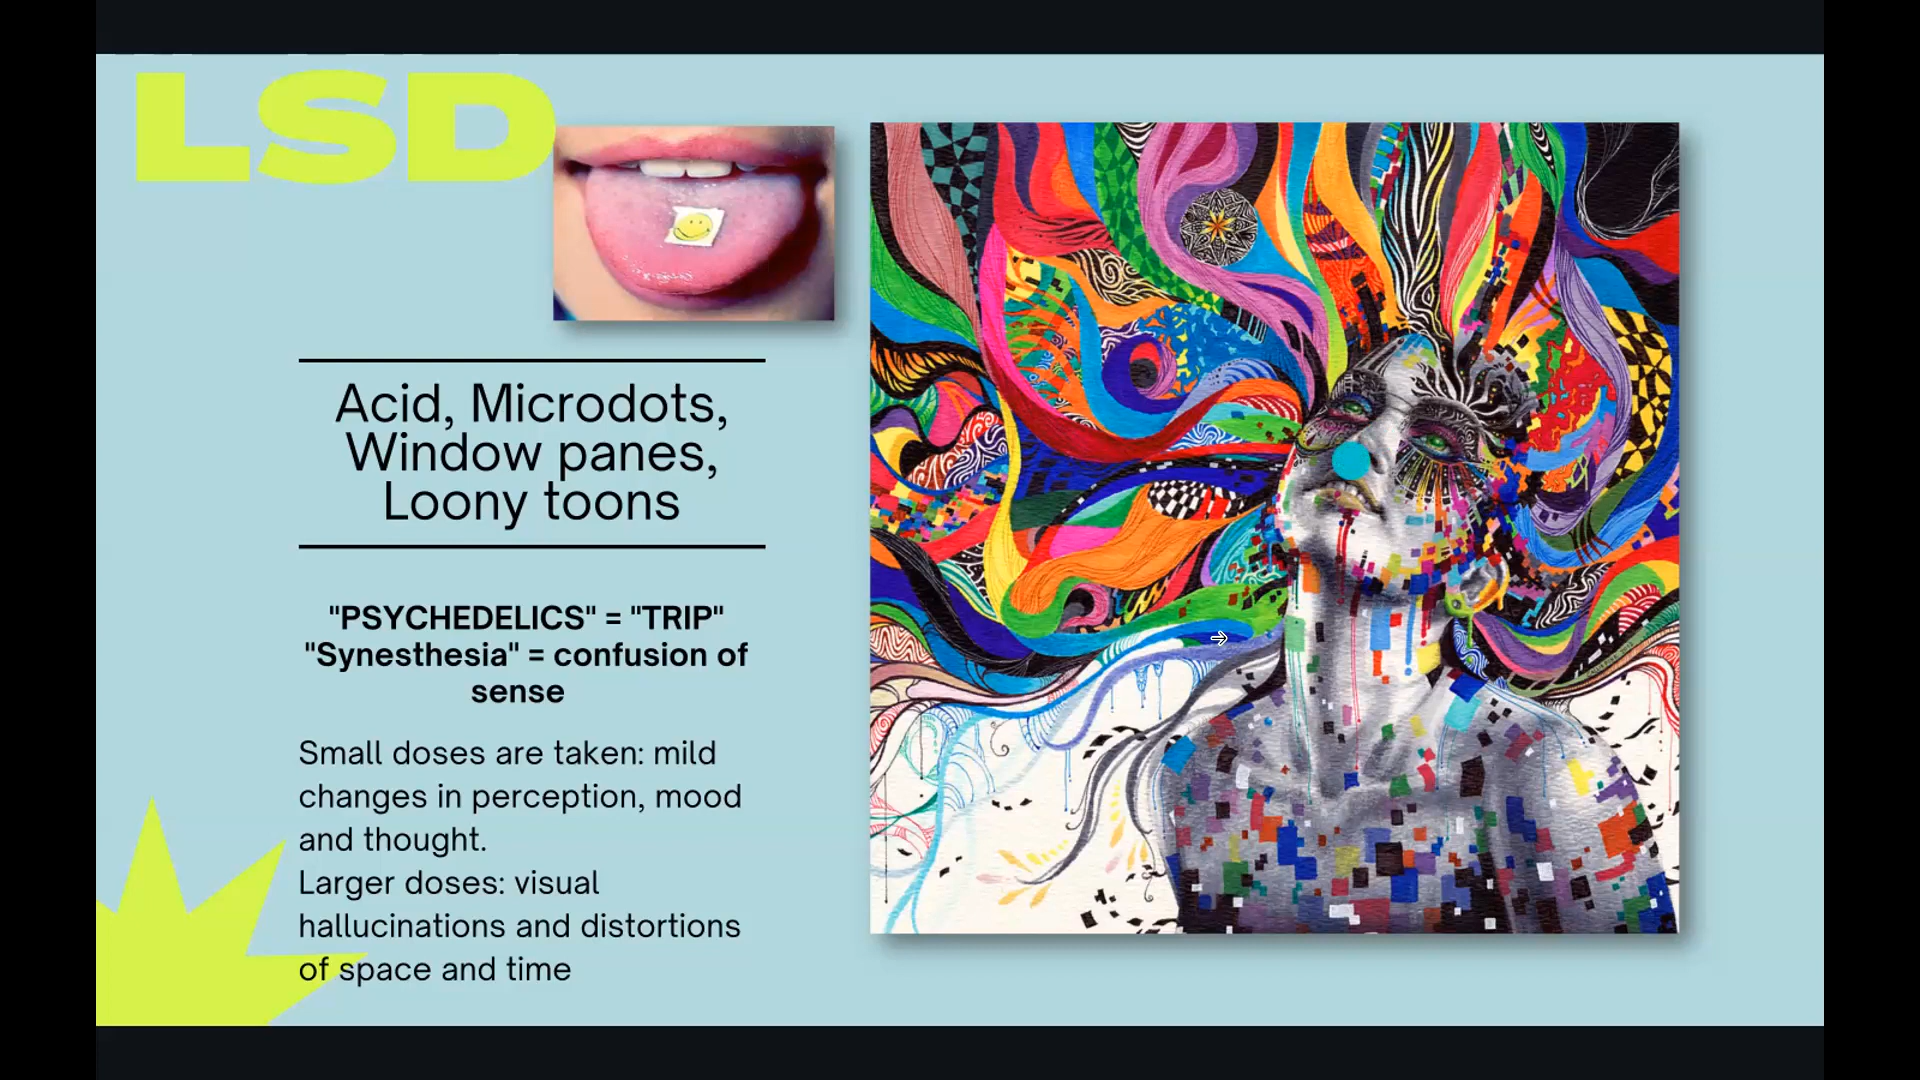 LSD
Acid, Microdots,
Window panes,
Loony toons
"PSYCHEDELICS" = "TRIP"
"Synesthesia" = confusion of
sense
Small doses are taken: mild
changes in perception, mood
and thought.
Larger doses: visual
hallucinations and distortions
of space and time